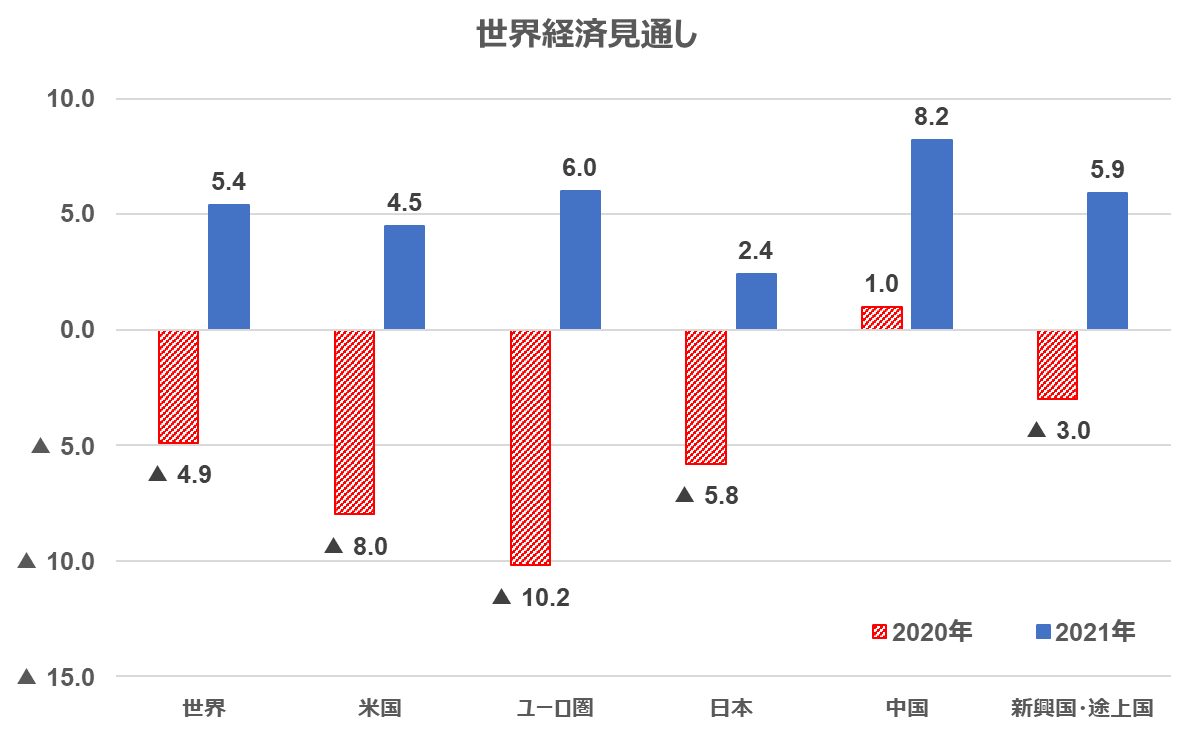 世界経済見通し
10.0
5.0
0.0
▲ 5.0
▲ 10.0
▲ 15.0
5.4
4.5
6.0
2.4
8.2
5.9
▲ 4.9
▲ 8.0
▲ 10.2
▲ 5.8
1.0
▲ 3.0
2020年
2021年
世界
米国
ユーロ圏
日本
中国
新興国・途上国